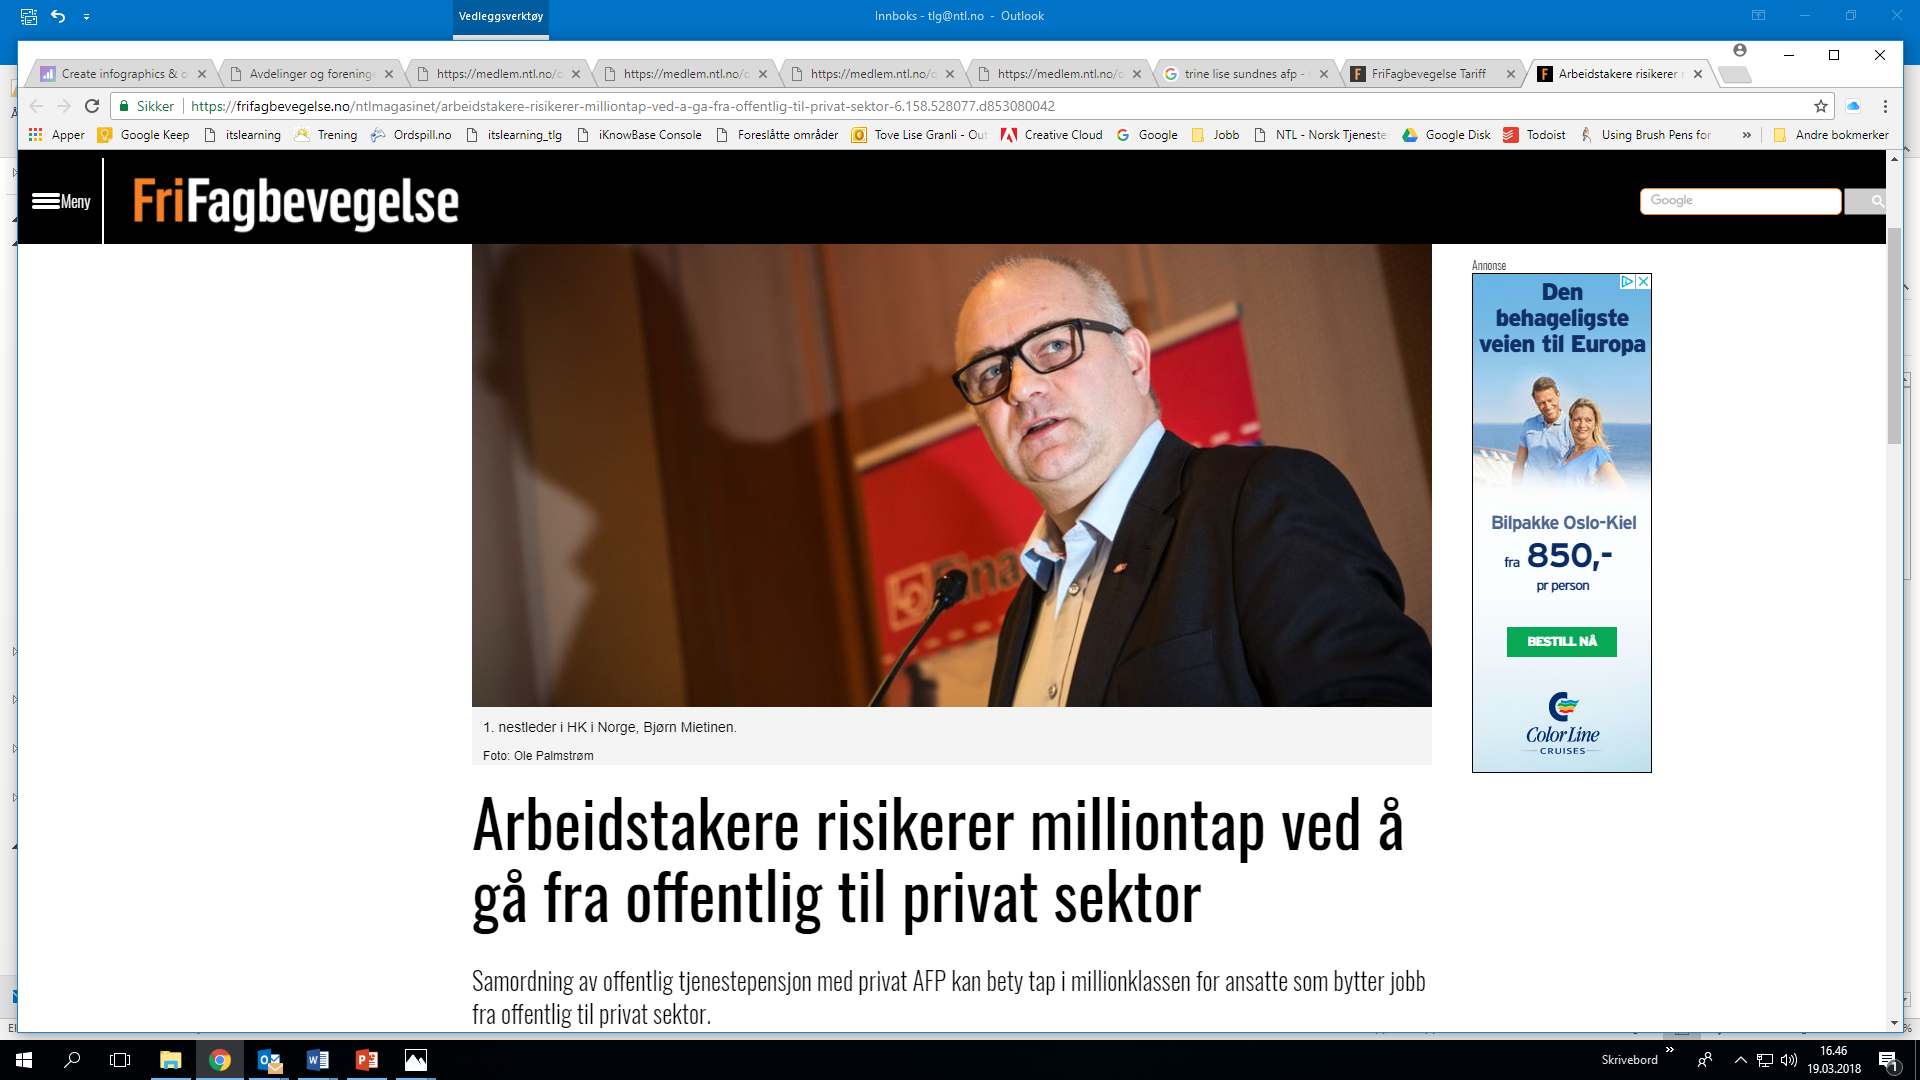 Vedleggsverktøy
Innboks - tlg@ntl.no - Outlook
Create infographics &
Avdelinger og forening
https://medlem.ntl.no/
https://medlem.ntl.no/
https://medlem.ntl.no/
https://medlem.ntl.no/
trine lise sundnes afp -
FriFagbevegelse Tariff
Arbeidstakere risikerer
Sikker
https://frifagbevegelse.no/ntlmagasinet/arbeidstakere-risikerer-milliontap-ved-a-ga-fra-offentlig-til-privat-sektor-6.158.528077.d853080042
Apper
Google Keep
itslearning
Trening
Ordspill.no
itslearning_tlg
iKnowBase Console
Foreslåtte områder
Tove Lise Granli - Out
Creative Cloud
Google
Jobb
NTL - Norsk Tjeneste
Google Disk
Todoist
Using Brush Pens for
»
Andre bokmerker
Meny
FriFagbevegelse
Google
Annonse
Den
behageligste
veien til Europa
Bilpakke Oslo-Kiel
fra 850,-
pr person
BESTILL NÅ
Color Line
CRUISES
Fina
1. nestleder i HK i Norge, Bjørn Mietinen.
Foto: Ole Palmstrøm
Arbeidstakere risikerer milliontap ved å
gå fra offentlig til privat sektor
Samordning av offentlig tjenestepensjon med privat AFP kan bety tap i millionklassen for ansatte som bytter jobb
fra offentlig til privat sektor.
Skrivebord
»
16.46
19.03.2018
1